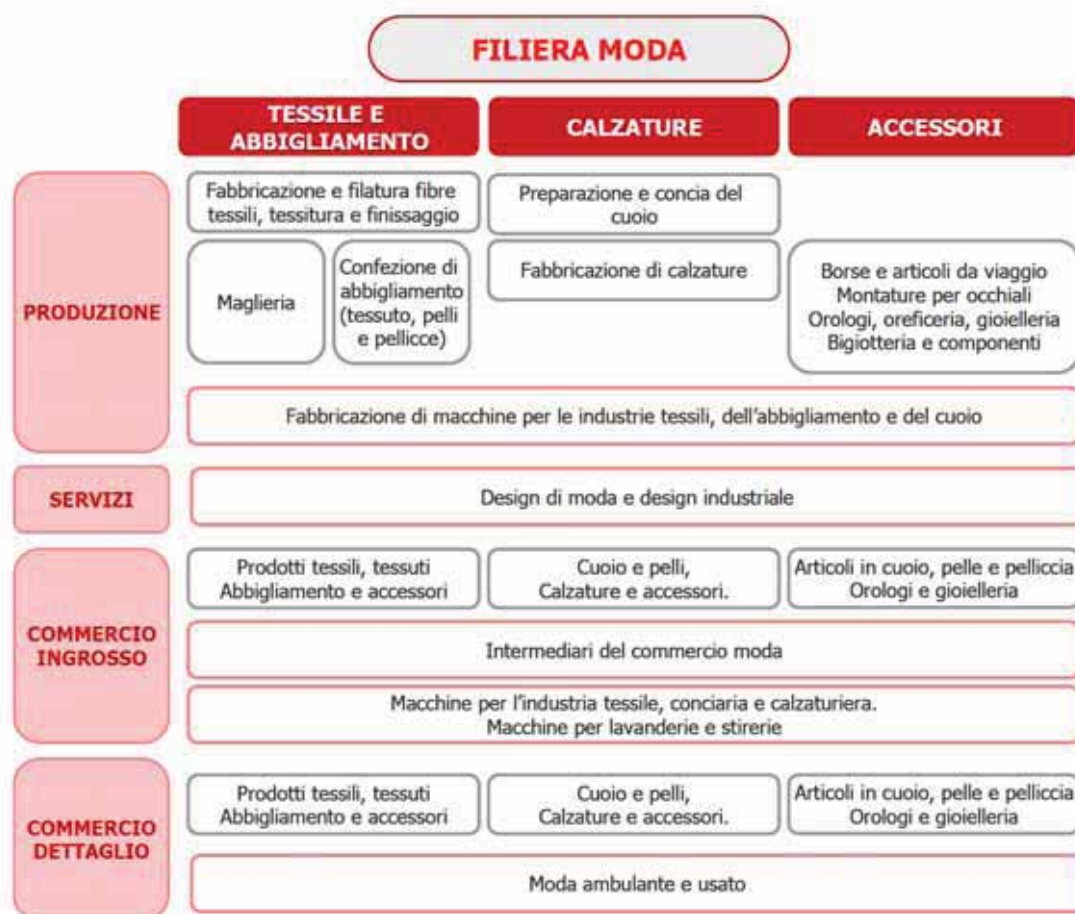 FILIERA MODA
TESSILE E
ABBIGLIAMENTO
CALZATURE
ACCESSORI
PRODUZIONE
Fabbricazione e filatura fibre
tessili, tessitura e finissaggio
Preparazione e concia del
cuoio
Maglieria
Confezione di
abbigliamento
(tessuto, pelli
e pellicce)
Fabbricazione di calzature
Borse e articoli da viaggio
Montature per occhiali
Orologi, oreficeria, gioielleria
Bigiotteria e componenti
Fabbricazione di macchine per le industrie tessili, dell'abbigliamento e del cuoio
SERVIZI
Design di moda e design industriale
COMMERCIO
INGROSSO
Prodotti tessili, tessuti
Abbigliamento e accessori
Cuoio e pelli,
Calzature e accessori.
Articoli in cuoio, pelle e pelliccia
Orologi e gioielleria
Intermediari del commercio moda
Macchine per l'industria tessile, conciaria e calzaturiera.
Macchine per lavanderie e stirerie
COMMERCIO
DETTAGLIO
Prodotti tessili, tessuti
Abbigliamento e accessori
Cuoio e pelli,
Calzature e accessori.
Articoli in cuoio, pelle e pelliccia
Orologi e gioielleria
Moda ambulante e usato